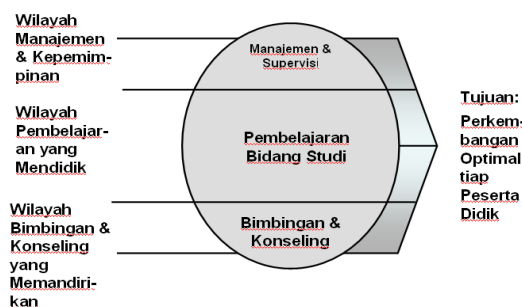 Wilayah
Manajemen
& Kepemim-
pinan
Manajemen &
Supervisi
Wilayah
Pembelajar-
an yang
Mendidik
Pembelajaran
Bidang Studi
Wilayah
Bimbingan &
Konseling
yang
Memandiri-
kan
Bimbingan &
Konseling
Tujuan:
Perkem-
bangan
Optimal
tiap
Peserta
Didik